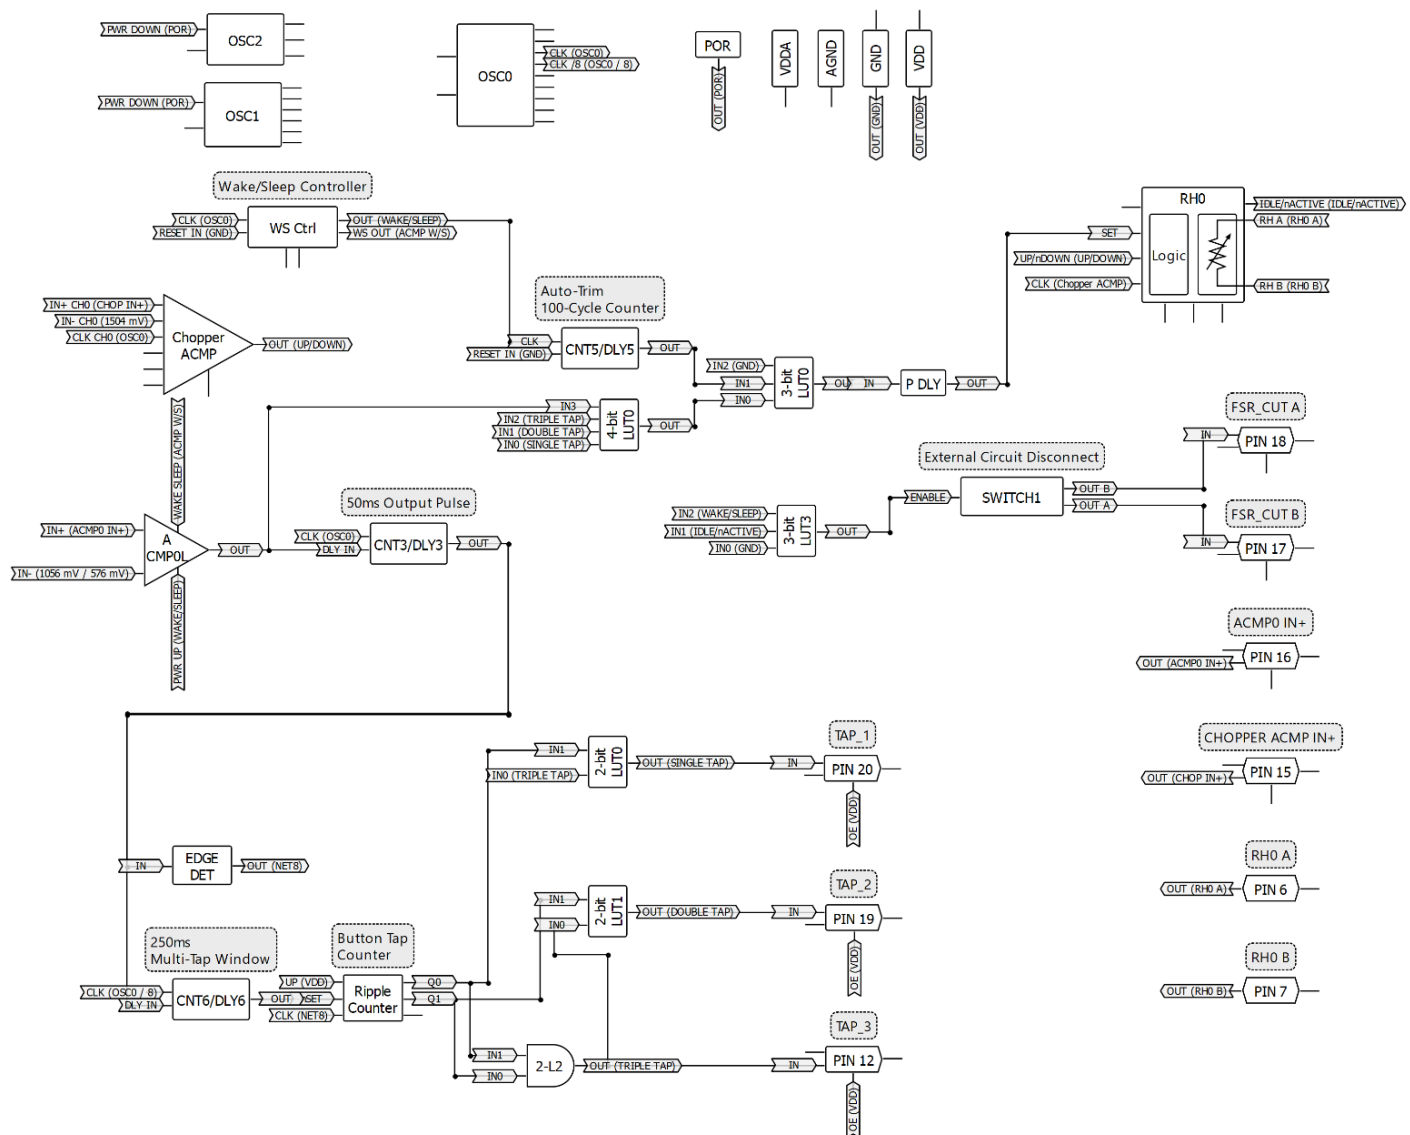 PWR DOWN (POR)
OSC2
PWR DOWN (POR)
OSC1
OSC0
CLK (OSC0)
CLK /8 (OSC0 / 8)
POR
OUT (POR)
VDDA
AGND
GND
OUT (GND)
VDD
OUT (VDD)
Wake/Sleep Controller
CLK (OSC0)
RESET IN (GND)
WS Ctrl
OUT (WAKE/SLEEP)
WS OUT (ACMP W/S)
RH0
Logic
SET
UP/nDOWN (UP/DOWN)
CLK (Chopper ACMP)
IDLE/nACTIVE (IDLE/nACTIVE)
RH A (RH0 A)
RH B (RH0 B)
IN+ CH0 (CHOP IN+)
IN- CH0 (1504 mV)
CLK CH0 (OSC0)
Chopper
ACMP
OUT (UP/DOWN)
Auto-Trim
100-Cycle Counter
CLK
RESET IN (GND)
CNT5/DLY5
OUT
IN2 (GND)
IN1
IN0
3-bit
LUT0
OU
IN
P DLY
OUT
IN3
IN2 (TRIPLE TAP)
IN1 (DOUBLE TAP)
IN0 (SINGLE TAP)
4-bit
LUT0
OUT
WAKE SLEEP (ACMP W/S)
IN+ (ACMP0 IN+)
IN- (1056 mV / 576 mV)
A
CMP0L
OUT
PWR UP (WAKE/SLEEP)
50ms Output Pulse
CLK (OSC0)
DLY IN
CNT3/DLY3
OUT
IN2 (WAKE/SLEEP)
IN1 (IDLE/nACTIVE)
IN0 (GND)
3-bit
LUT3
OUT
External Circuit Disconnect
ENABLE
SWITCH1
OUT B
OUT A
FSR_CUT A
IN
PIN 18
FSR_CUT B
IN
PIN 17
ACMP0 IN+
OUT (ACMP0 IN+)
PIN 16
CHOPPER ACMP IN+
OUT (CHOP IN+)
PIN 15
RH0 A
OUT (RH0 A)
PIN 6
RH0 B
OUT (RH0 B)
PIN 7
IN1
IN0 (TRIPLE TAP)
2-bit
LUT0
OUT (SINGLE TAP)
TAP_1
IN
PIN 20
OE (VDD)
IN
EDGE
DET
OUT (NET8)
IN1
IN0
2-bit
LUT1
OUT (DOUBLE TAP)
TAP_2
IN
PIN 19
OE (VDD)
250ms
Multi-Tap Window
CLK (OSC0 / 8)
DLY IN
CNT6/DLY6
OUT
Button Tap
Counter
UP (VDD)
SET
CLK (NET8)
Ripple
Counter
Q0
Q1
IN1
IN0
2-L2
OUT (TRIPLE TAP)
TAP_3
IN
PIN 12
OE (VDD)